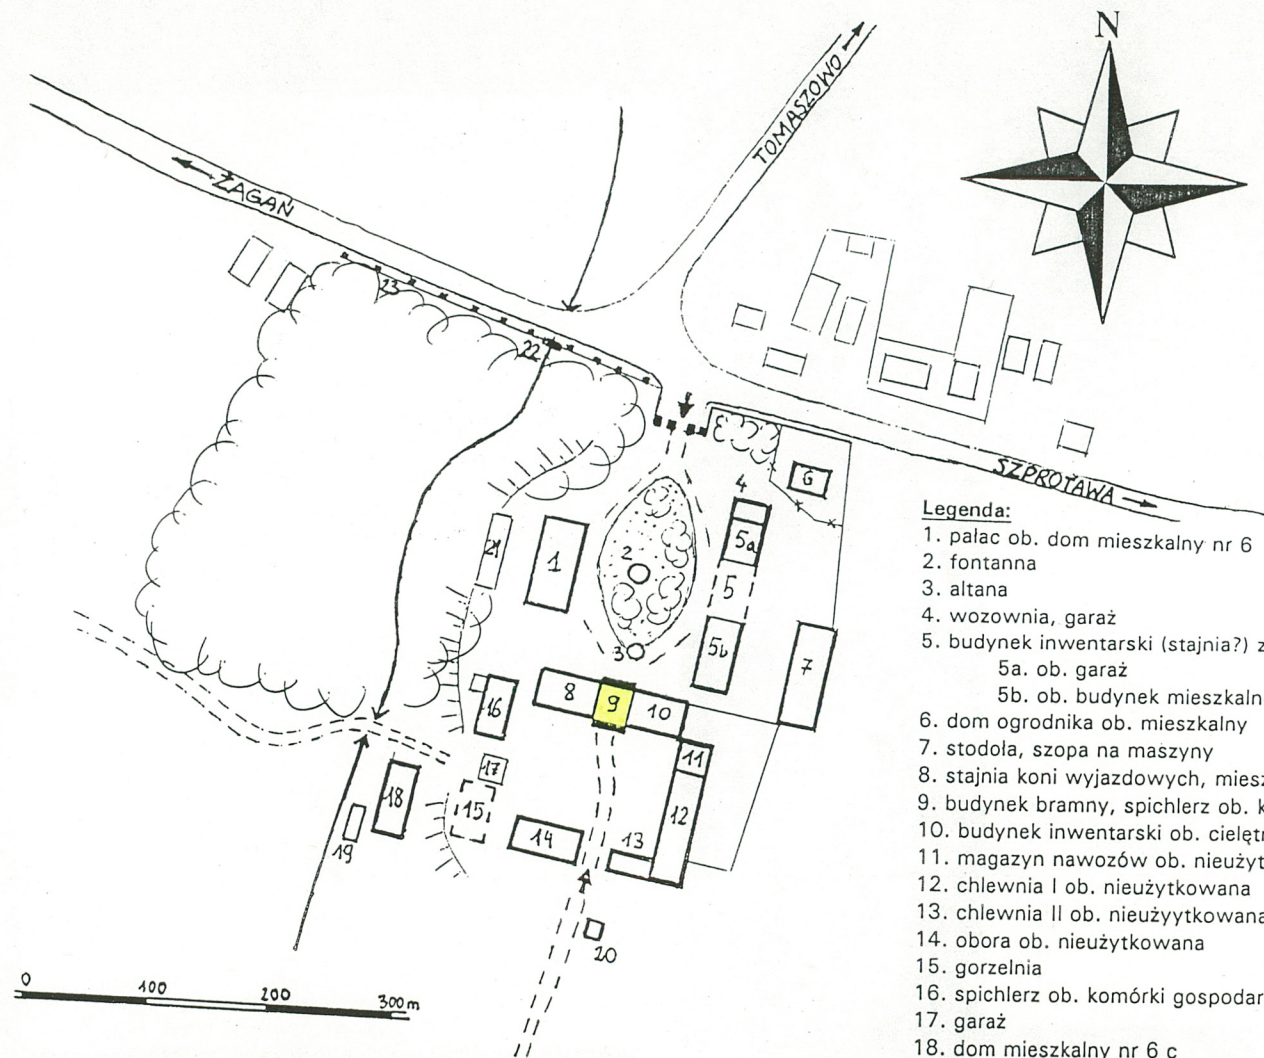 N
TOMASZOWO
ŻAGAŃ
23
22
SZPROTAWA
4
6
21
1
2
5a
5
3
5b
7
8
9
10
16
11
17
18
15
12
14
13
19
20
0 100 200 300m
Legenda:
1. pałac ob. dom mieszkalny nr 6
2. fontanna
3. altana
4. wozownia, garaż
5. budynek inwentarski (stajnia?) z
5a. ob. garaż
5b. ob. budynek mieszkaln
6. dom ogrodnika ob. mieszkalny
7. stodoła, szopa na maszyny
8. stajnia koni wyjazdowych, miesz
9. budynek bramny, spichlerz ob. k
10. budynek inwentarski ob. cielętn
11. magazyn nawozów ob. nieużyt
12. chlewnia I ob. nieużytkowana
13. chlewnia II ob. nieużyytkowana
14. obora ob. nieużytkowana
15. gorzelnia
16. spichlerz ob. komórki gospodar
17. garaż
18. dom mieszkalny nr 6 c